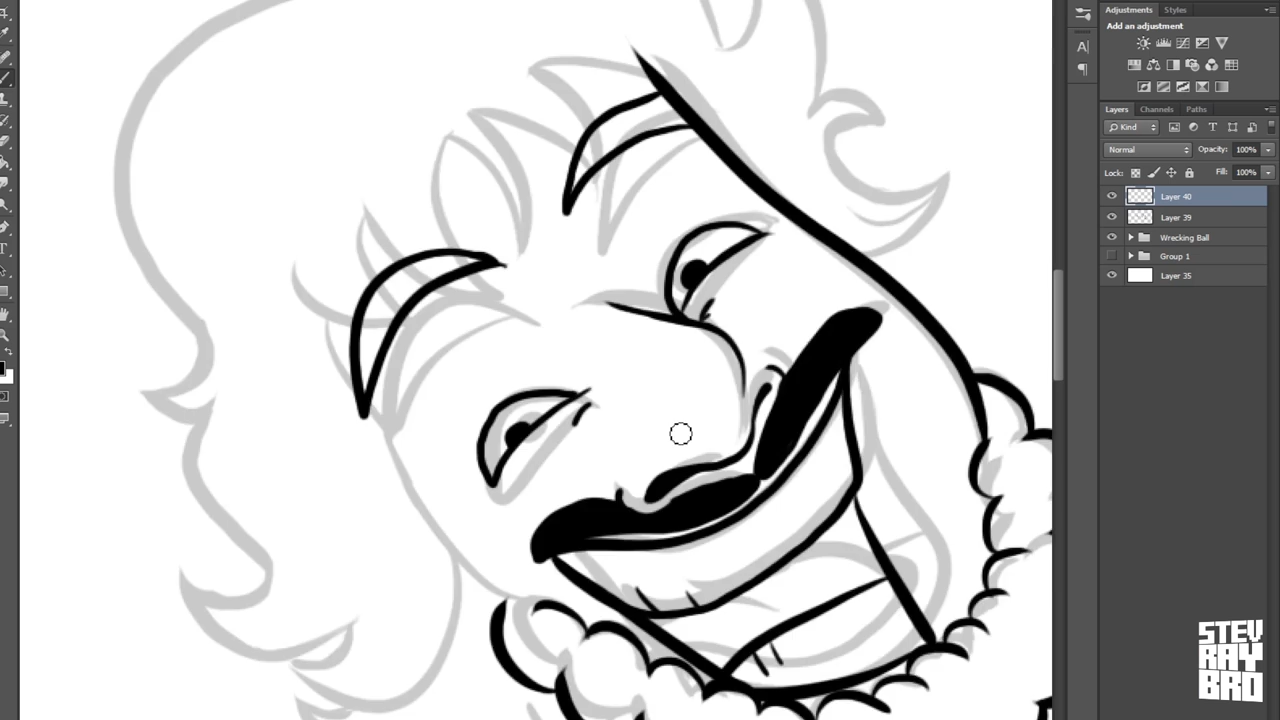 Adjustments Styles
Add an adjustment
Layers Channels Paths
Kind
Normal Opacity: 100%
Lock: Fill: 100%
Layer 40
Layer 39
Wrecking Ball
Group 1
Layer 35
STEV
RAY
BRO